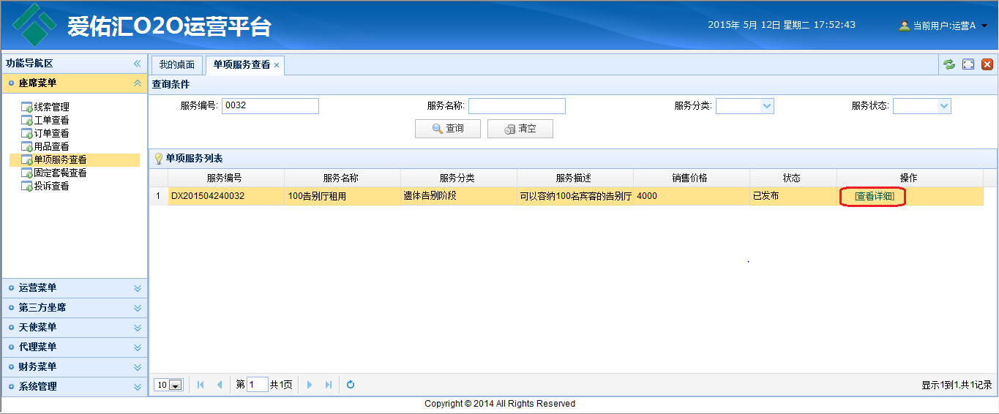 爱佑汇O2O运营平台
2015年 5月 12日 星期二 17:52:43
当前用户:运营A
功能导航区
座席菜单
线索管理
工单查看
订单查看
用品查看
单项服务查看
固定套餐查看
投诉查看
运营菜单
第三方坐席
天使菜单
代理菜单
财务菜单
系统管理
我的桌面 单项服务查看 ×
查询条件
服务编号: 0032 服务名称: 服务分类: 服务状态:
查询 清空
单项服务列表
服务编号 服务名称 服务分类 服务描述 销售价格 状态 操作
1 DX201504240032 100告别厅租用 遗体告别阶段 可以容纳100名宾客的告别厅 4000 已发布 [查看详细]
10 第 1 共1页 显示1到1,共1记录
Copyright © 2014 All Rights Reserved